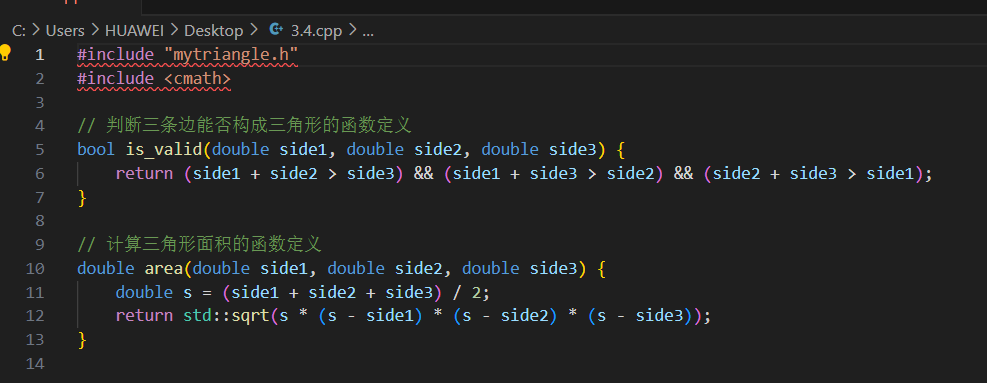 C: > Users > HUAWEI > Desktop > 3.4.cpp > ...
1 #include "mytriangle.h"
2 #include <cmath>
3
4 // 判断三条边能否构成三角形的函数定义
5 bool is_valid(double side1, double side2, double side3) {
6     return (side1 + side2 > side3) && (side1 + side3 > side2) && (side2 + side3 > side1);
7 }
8
9 // 计算三角形面积的函数定义
10 double area(double side1, double side2, double side3) {
11     double s = (side1 + side2 + side3) / 2;
12     return std::sqrt(s * (s - side1) * (s - side2) * (s - side3));
13 }
14